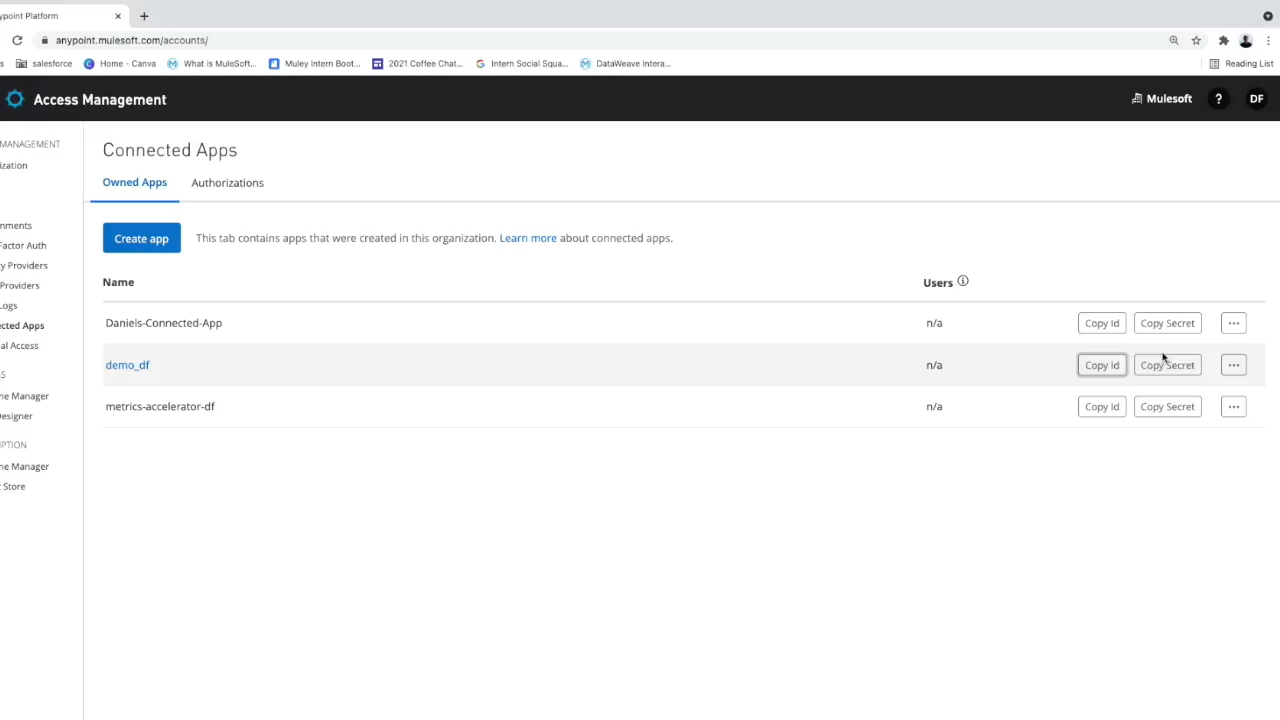 ypoint Platform
anypoint.mulesoft.com/accounts/
s salesforce Home - Canva What is MuleSoft... Muley Intern Boot... 2021 Coffee Chat... Intern Social Squa... DataWeave Intera... Reading List
Access Management Mulesoft ? DF
MANAGEMENT
ization
nments
Factor Auth
y Providers
Providers
Logs
cted Apps
al Access
S
ne Manager
Designer
IPTION
ne Manager
t Store
Connected Apps
Owned Apps Authorizations
Create app This tab contains apps that were created in this organization. Learn more about connected apps.
Name Users
Daniels-Connected-App n/a Copy Id Copy Secret ...
demo_df n/a Copy Id Copy Secret ...
metrics-accelerator-df n/a Copy Id Copy Secret ...